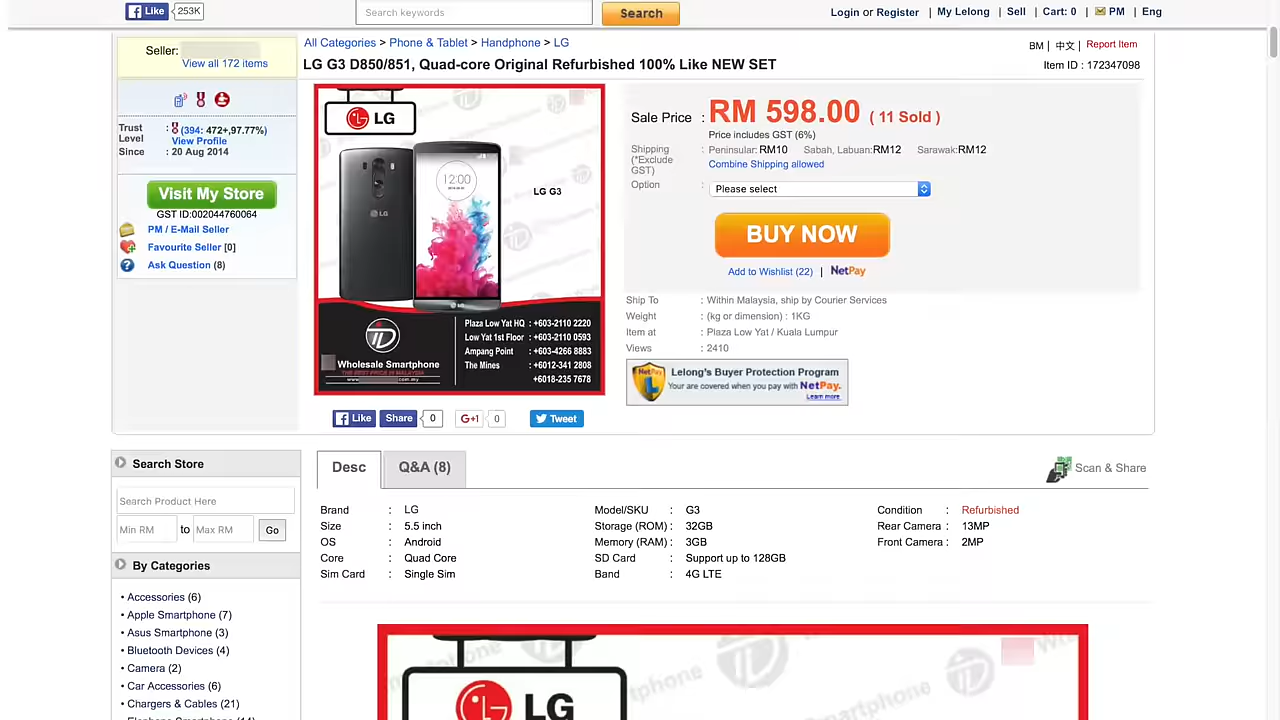 Like 253K
Search keywords
Search
Login or Register | My Lelong | Sell | Cart: 0 | PM | Eng
Seller:
View all 172 items
All Categories > Phone & Tablet > Handphone > LG
BM | 中文 | Report Item
LG G3 D850/851, Quad-core Original Refurbished 100% Like NEW SET
Item ID : 172347098
Trust Level : (394: 472+,97.77%)
View Profile
Since : 20 Aug 2014
Visit My Store
GST ID:002044760064
PM / E-Mail Seller
Favourite Seller [0]
Ask Question (8)
LG
12:00
LG
LG G3
LG
Wholesale Smartphone
THE BEST PRICE IN MALAYSIA
www. .com.my
Plaza Low Yat HQ : +603-2110 2220
Low Yat 1st Floor : +603-2110 0593
Ampang Point : +603-4266 8883
The Mines : +6012-341 2808
+6018-235 7678
Like Share 0 G+1 0 Tweet
Sale Price : RM 598.00 ( 11 Sold )
Price includes GST (6%)
Shipping (*Exclude GST) : Peninsular: RM10 Sabah, Labuan:RM12 Sarawak:RM12
Combine Shipping allowed
Option : Please select
BUY NOW
Add to Wishlist (22) | NetPay
Ship To : Within Malaysia, ship by Courier Services
Weight : (kg or dimension) : 1KG
Item at : Plaza Low Yat / Kuala Lumpur
Views : 2410
NetPay
Lelong's Buyer Protection Program
Your are covered when you pay with NetPay.
Learn more
Search Store
Search Product Here
Min RM to Max RM Go
By Categories
• Accessories (6)
• Apple Smartphone (7)
• Asus Smartphone (3)
• Bluetooth Devices (4)
• Camera (2)
• Car Accessories (6)
• Chargers & Cables (21)
Desc Q&A (8)
Scan & Share
Brand : LG Model/SKU : G3 Condition : Refurbished
Size : 5.5 inch Storage (ROM) : 32GB Rear Camera : 13MP
OS : Android Memory (RAM) : 3GB Front Camera : 2MP
Core : Quad Core SD Card : Support up to 128GB
Sim Card : Single Sim Band : 4G LTE
LG